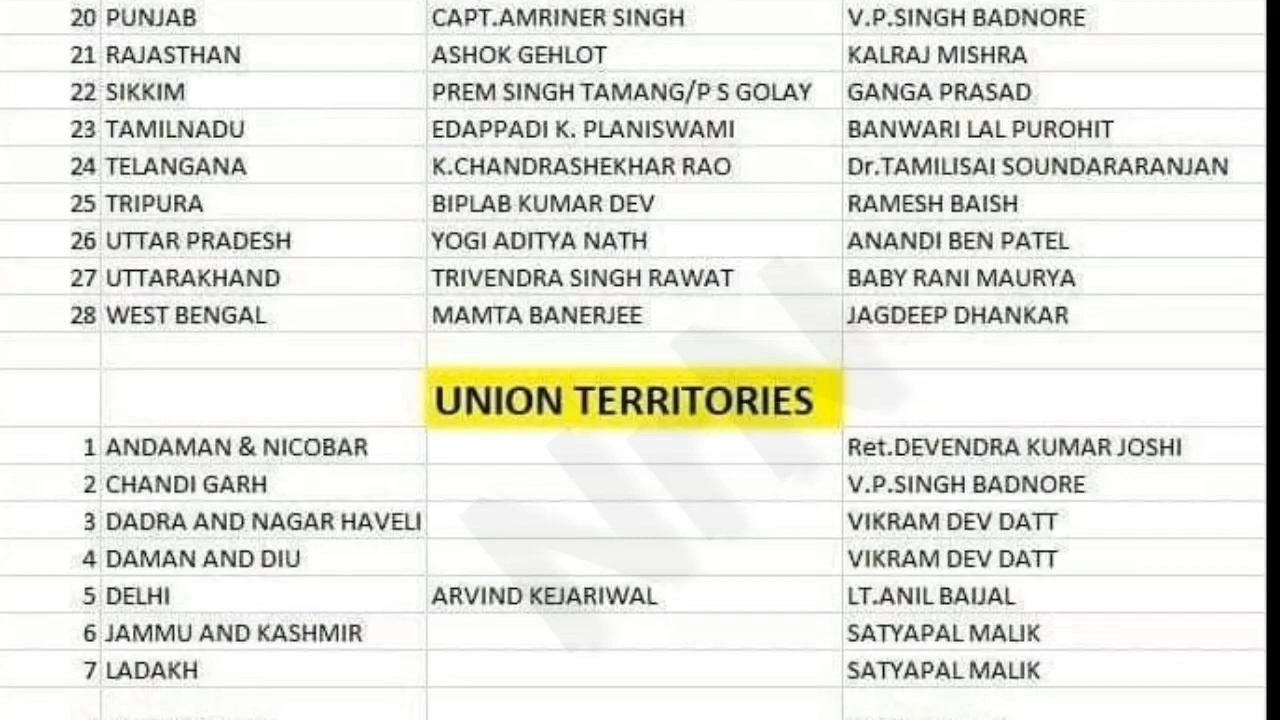 20 PUNJAB CAPT.AMRINER SINGH V.P.SINGH BADNORE
21 RAJASTHAN ASHOK GEHLOT KALRAJ MISHRA
22 SIKKIM PREM SINGH TAMANG/P S GOLAY GANGA PRASAD
23 TAMILNADU EDAPPADI K. PLANISWAMI BANWARI LAL PUROHIT
24 TELANGANA K.CHANDRASHEKHAR RAO Dr.TAMILISAI SOUNDARARANJAN
25 TRIPURA BIPLAB KUMAR DEV RAMESH BAISH
26 UTTAR PRADESH YOGI ADITYA NATH ANANDI BEN PATEL
27 UTTARAKHAND TRIVENDRA SINGH RAWAT BABY RANI MAURYA
28 WEST BENGAL MAMTA BANERJEE JAGDEEP DHANKAR
UNION TERRITORIES
1 ANDAMAN & NICOBAR Ret.DEVENDRA KUMAR JOSHI
2 CHANDI GARH V.P.SINGH BADNORE
3 DADRA AND NAGAR HAVELI VIKRAM DEV DATT
4 DAMAN AND DIU VIKRAM DEV DATT
5 DELHI ARVIND KEJARIWAL LT.ANIL BAIJAL
6 JAMMU AND KASHMIR SATYAPAL MALIK
7 LADAKH SATYAPAL MALIK